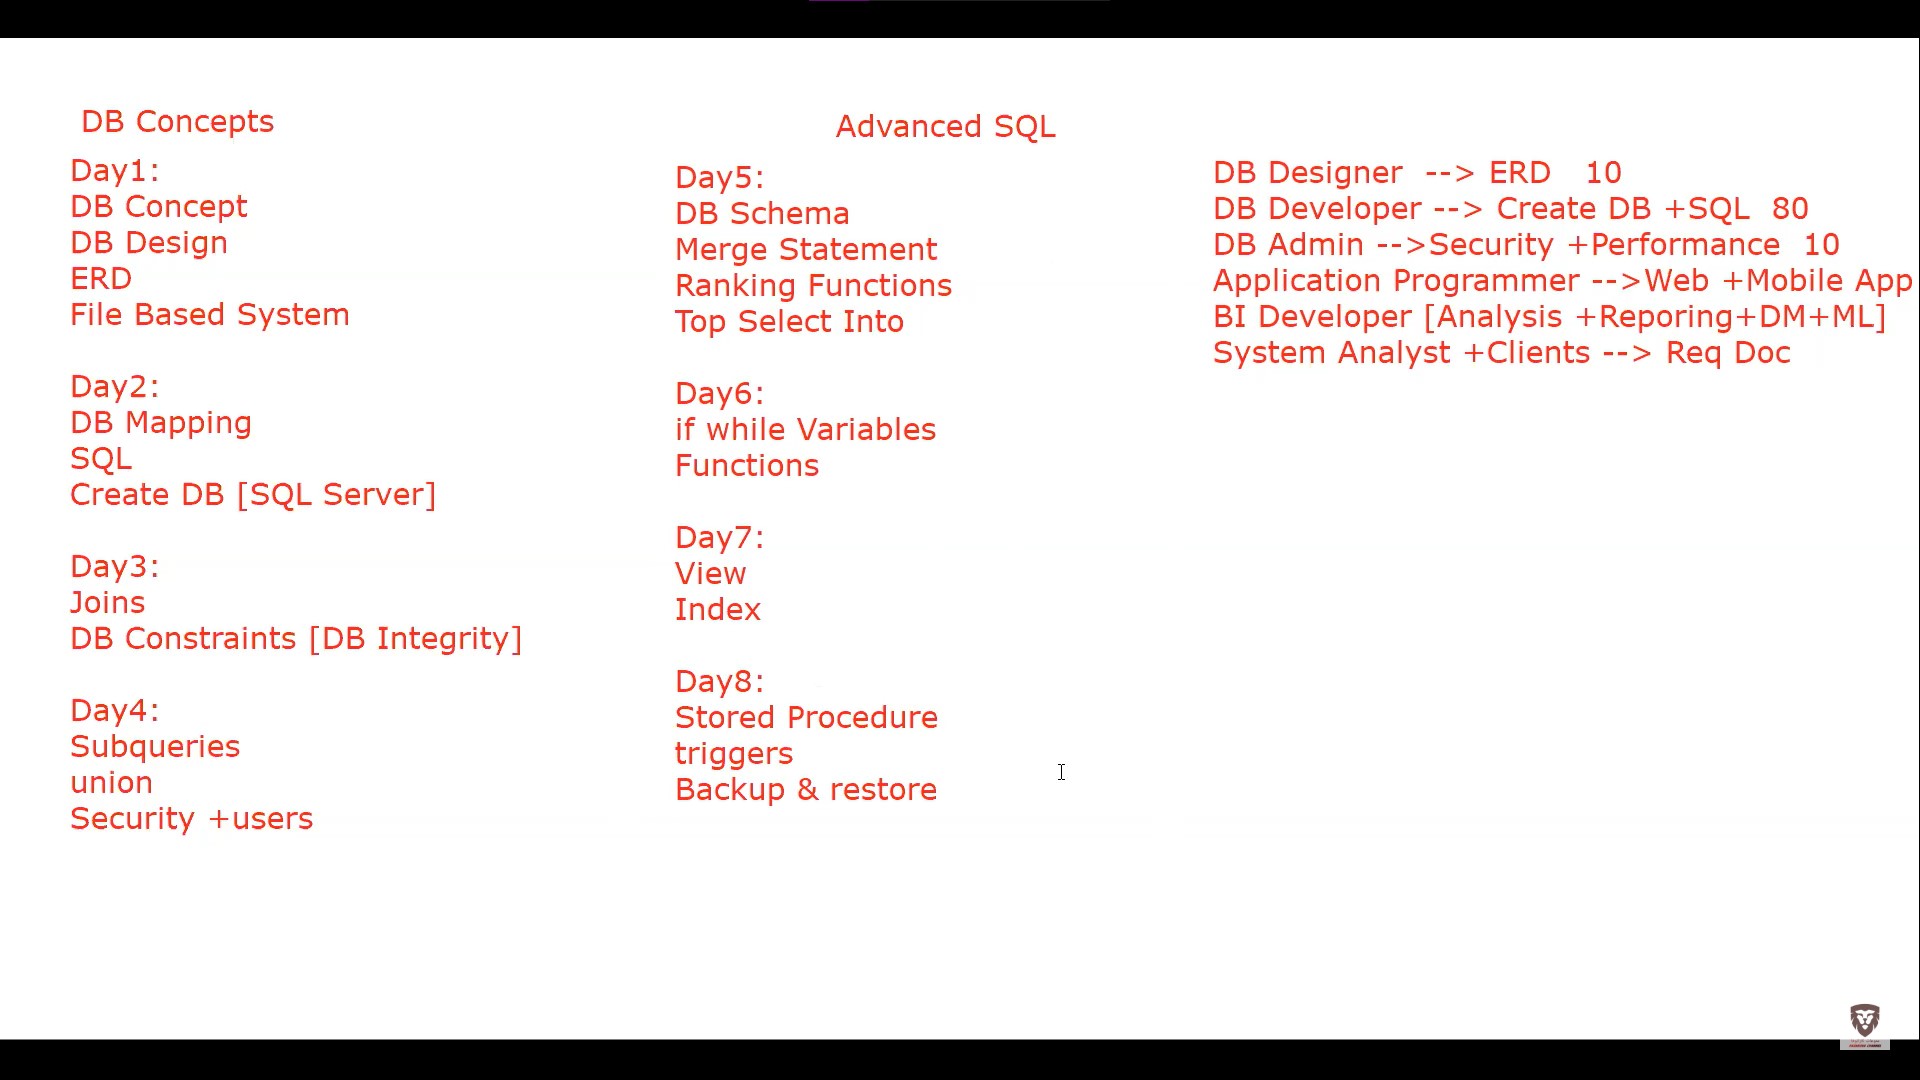 DB Concepts
Day1:
DB Concept
DB Design
ERD
File Based System
Day2:
DB Mapping
SQL
Create DB [SQL Server]
Day3:
Joins
DB Constraints [DB Integrity]
Day4:
Subqueries
union
Security +users
Advanced SQL
Day5:
DB Schema
Merge Statement
Ranking Functions
Top Select Into
Day6:
if while Variables
Functions
Day7:
View
Index
Day8:
Stored Procedure
triggers
Backup & restore
DB Designer --> ERD 10
DB Developer --> Create DB +SQL 80
DB Admin -->Security +Performance 10
Application Programmer -->Web +Mobile App
BI Developer [Analysis +Reporing+DM+ML]
System Analyst +Clients --> Req Doc